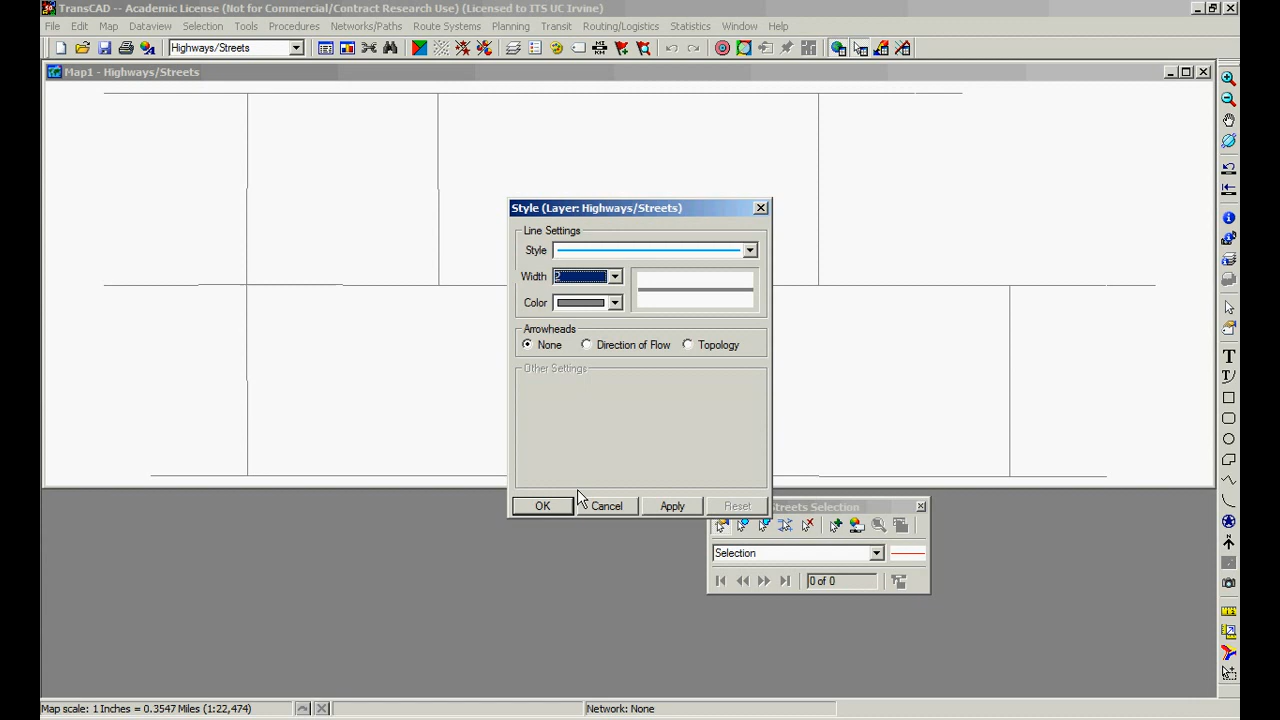 TransCAD -- Academic License (Not for Commercial/Contract Research Use) (Licensed to ITS UC Irvine)
File Edit Map Dataview Selection Tools Procedures Networks/Paths Route Systems Planning Transit Routing/Logistics Statistics Window Help
Highways/Streets
Map1 - Highways/Streets
Style (Layer: Highways/Streets)
Line Settings
Style
Width 2
Color
Arrowheads
None Direction of Flow Topology
Other Settings
OK Cancel Apply Reset
Streets Selection
Selection
0 of 0
Map scale: 1 Inches = 0.3547 Miles (1:22,474) Network: None